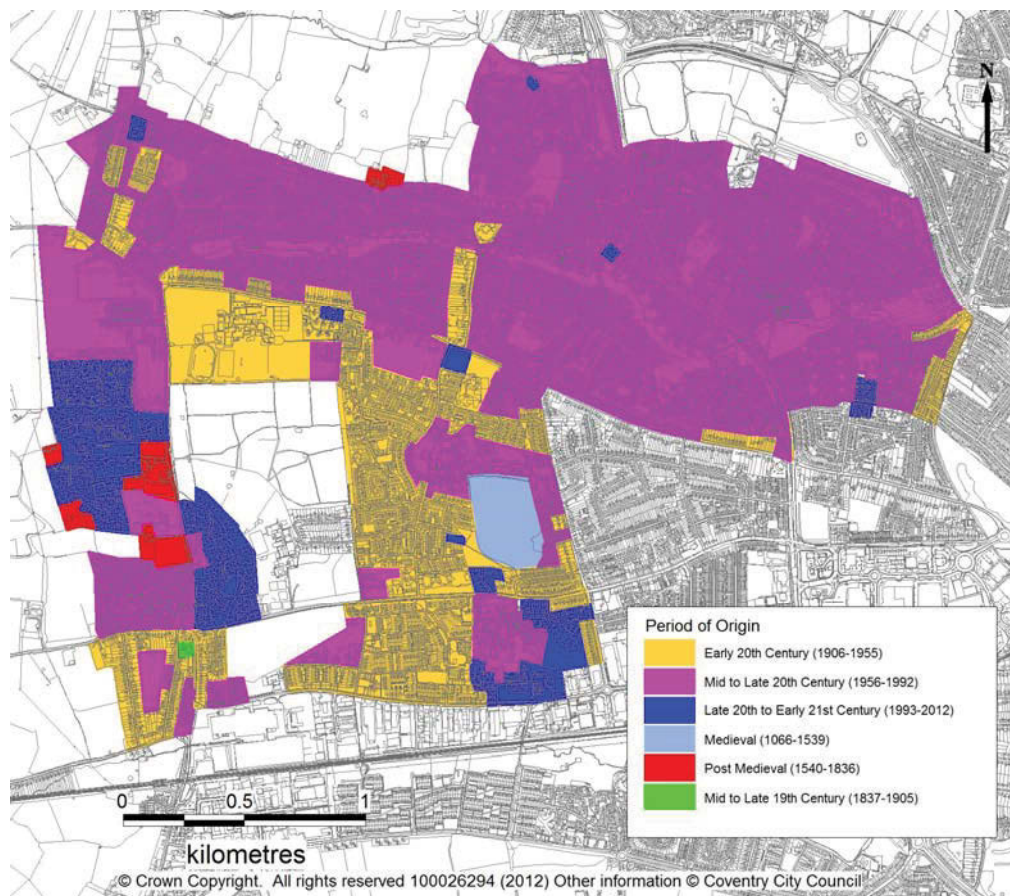 N
Period of Origin
Early 20th Century (1906-1955)
Mid to Late 20th Century (1956-1992)
Late 20th to Early 21st Century (1993-2012)
Medieval (1066-1539)
Post Medieval (1540-1836)
Mid to Late 19th Century (1837-1905)
0 0.5 1
kilometres
© Crown Copyright. All rights reserved 100026294 (2012) Other information © Coventry City Council